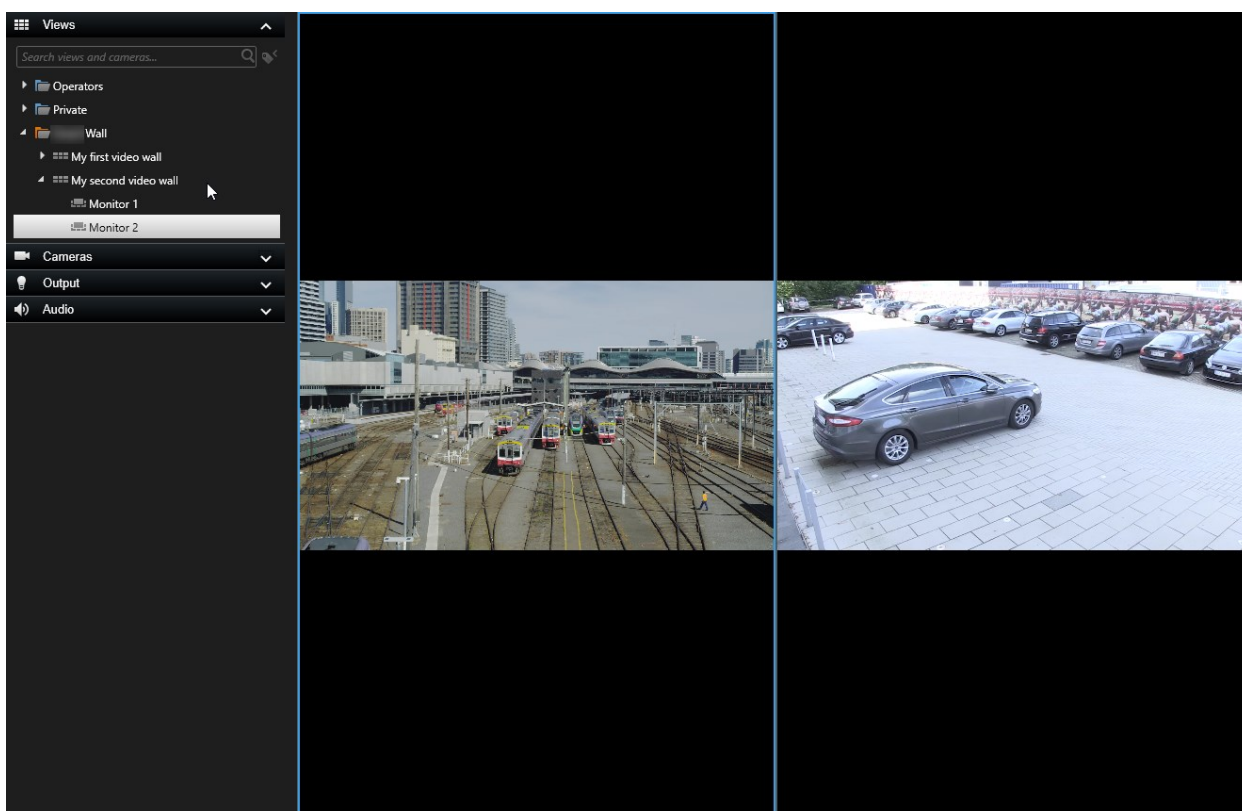 Views
Search views and cameras...
Operators
Private
Wall
My first video wall
My second video wall
Monitor 1
Monitor 2
Cameras
Output
Audio